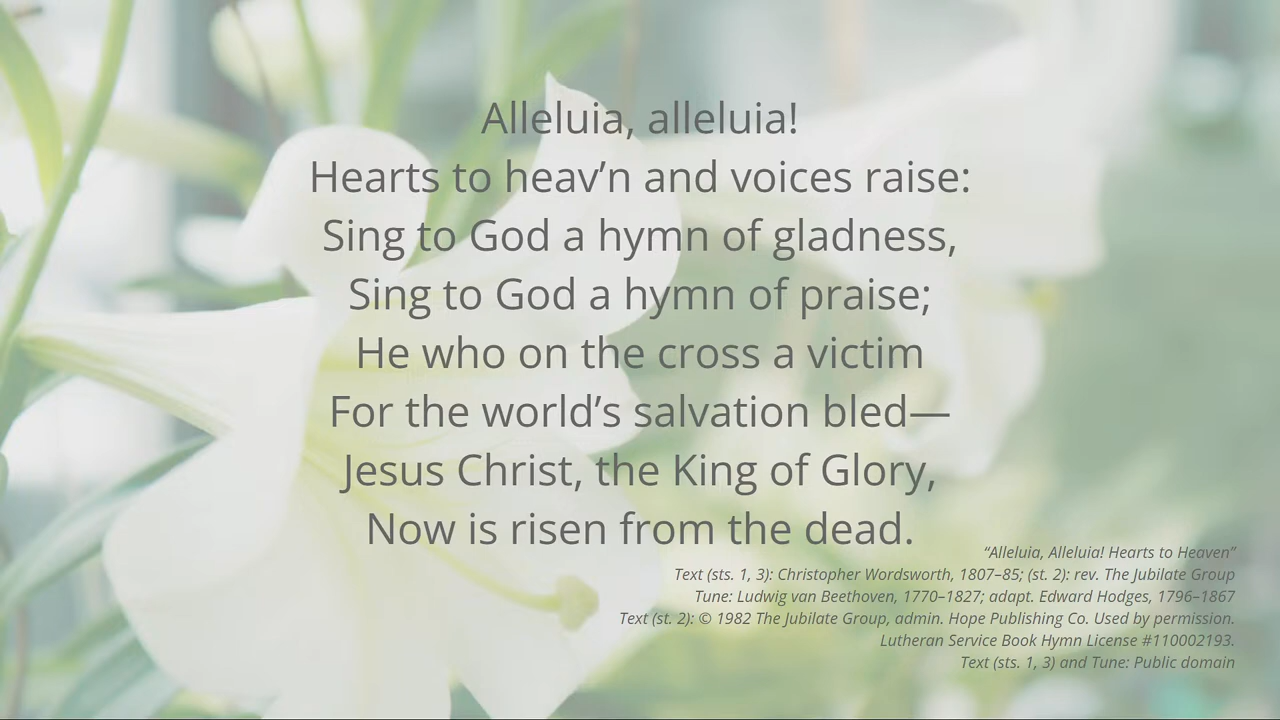 Alleluia, alleluia!
Hearts to heav’n and voices raise:
Sing to God a hymn of gladness,
Sing to God a hymn of praise;
He who on the cross a victim
For the world’s salvation bled—
Jesus Christ, the King of Glory,
Now is risen from the dead.
“Alleluia, Alleluia! Hearts to Heaven”
Text (sts. 1, 3): Christopher Wordsworth, 1807–85; (st. 2): rev. The Jubilate Group
Tune: Ludwig van Beethoven, 1770–1827; adapt. Edward Hodges, 1796–1867
Text (st. 2): © 1982 The Jubilate Group, admin. Hope Publishing Co. Used by permission.
Lutheran Service Book Hymn License #110002193.
Text (sts. 1, 3) and Tune: Public domain